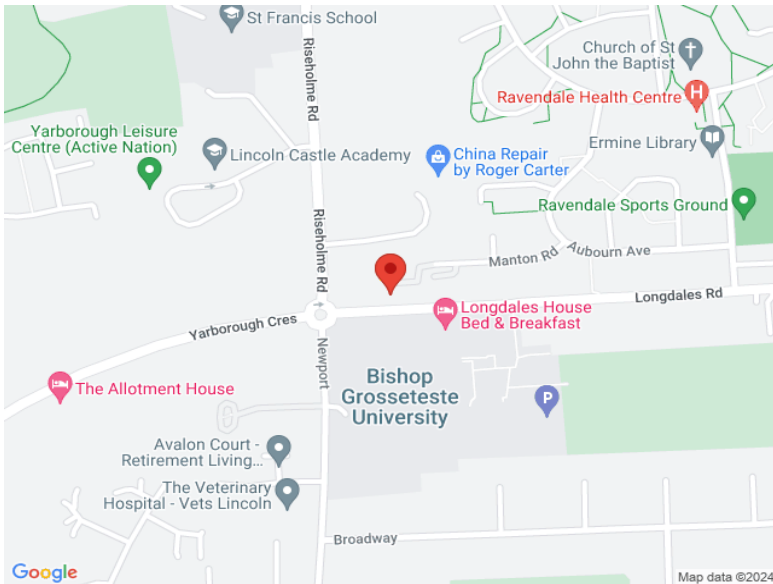 St Francis School
Riseholme Rd
Church of St
John the Baptist
Ravendale Health Centre
H
Ermine Library
Yarborough Leisure
Centre (Active Nation)
Lincoln Castle Academy
China Repair
by Roger Carter
Ravendale Sports Ground
Riseholme Rd
Manton Rd
Aubourn Ave
Longdales Rd
Yarborough Cres
Longdales House
Bed & Breakfast
Newport
The Allotment House
Bishop
Grosseteste
University
P
Avalon Court -
Retirement Living...
The Veterinary
Hospital - Vets Lincoln
Broadway
Google
Map data ©2024